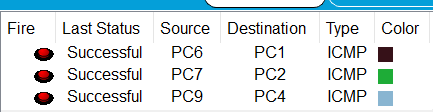 Fire Last Status Source Destination Type Color
Successful PC6 PC1 ICMP
Successful PC7 PC2 ICMP
Successful PC9 PC4 ICMP